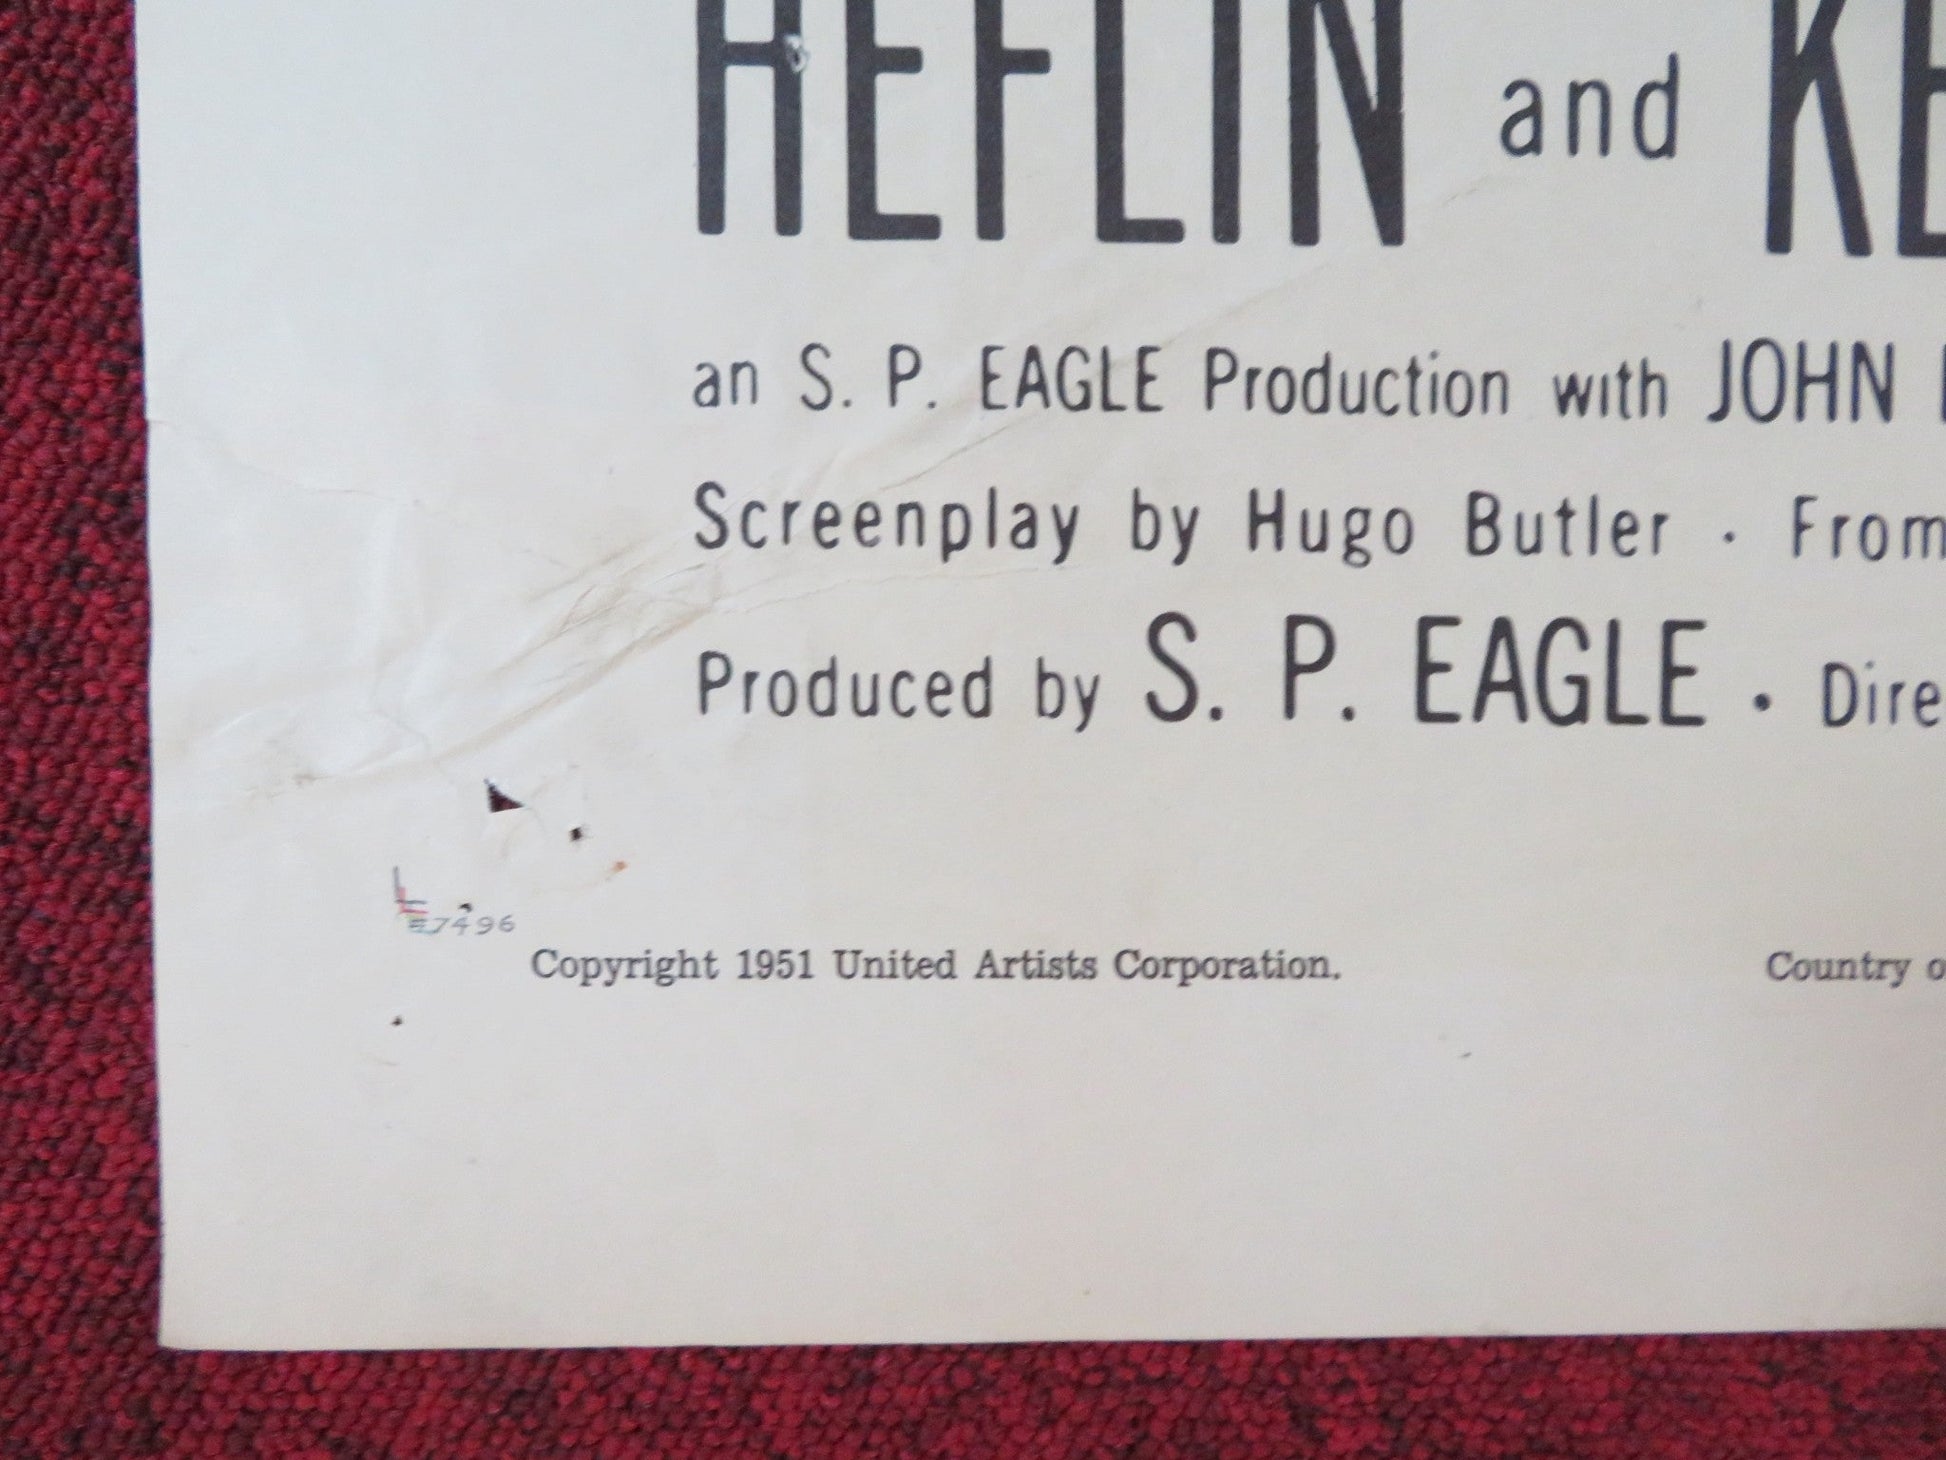 HEFLIN and KE
an S. P. EAGLE Production with JOHN
Screenplay by Hugo Butler · From
Produced by S. P. EAGLE · Dire
E7496
Copyright 1951 United Artists Corporation. Country o